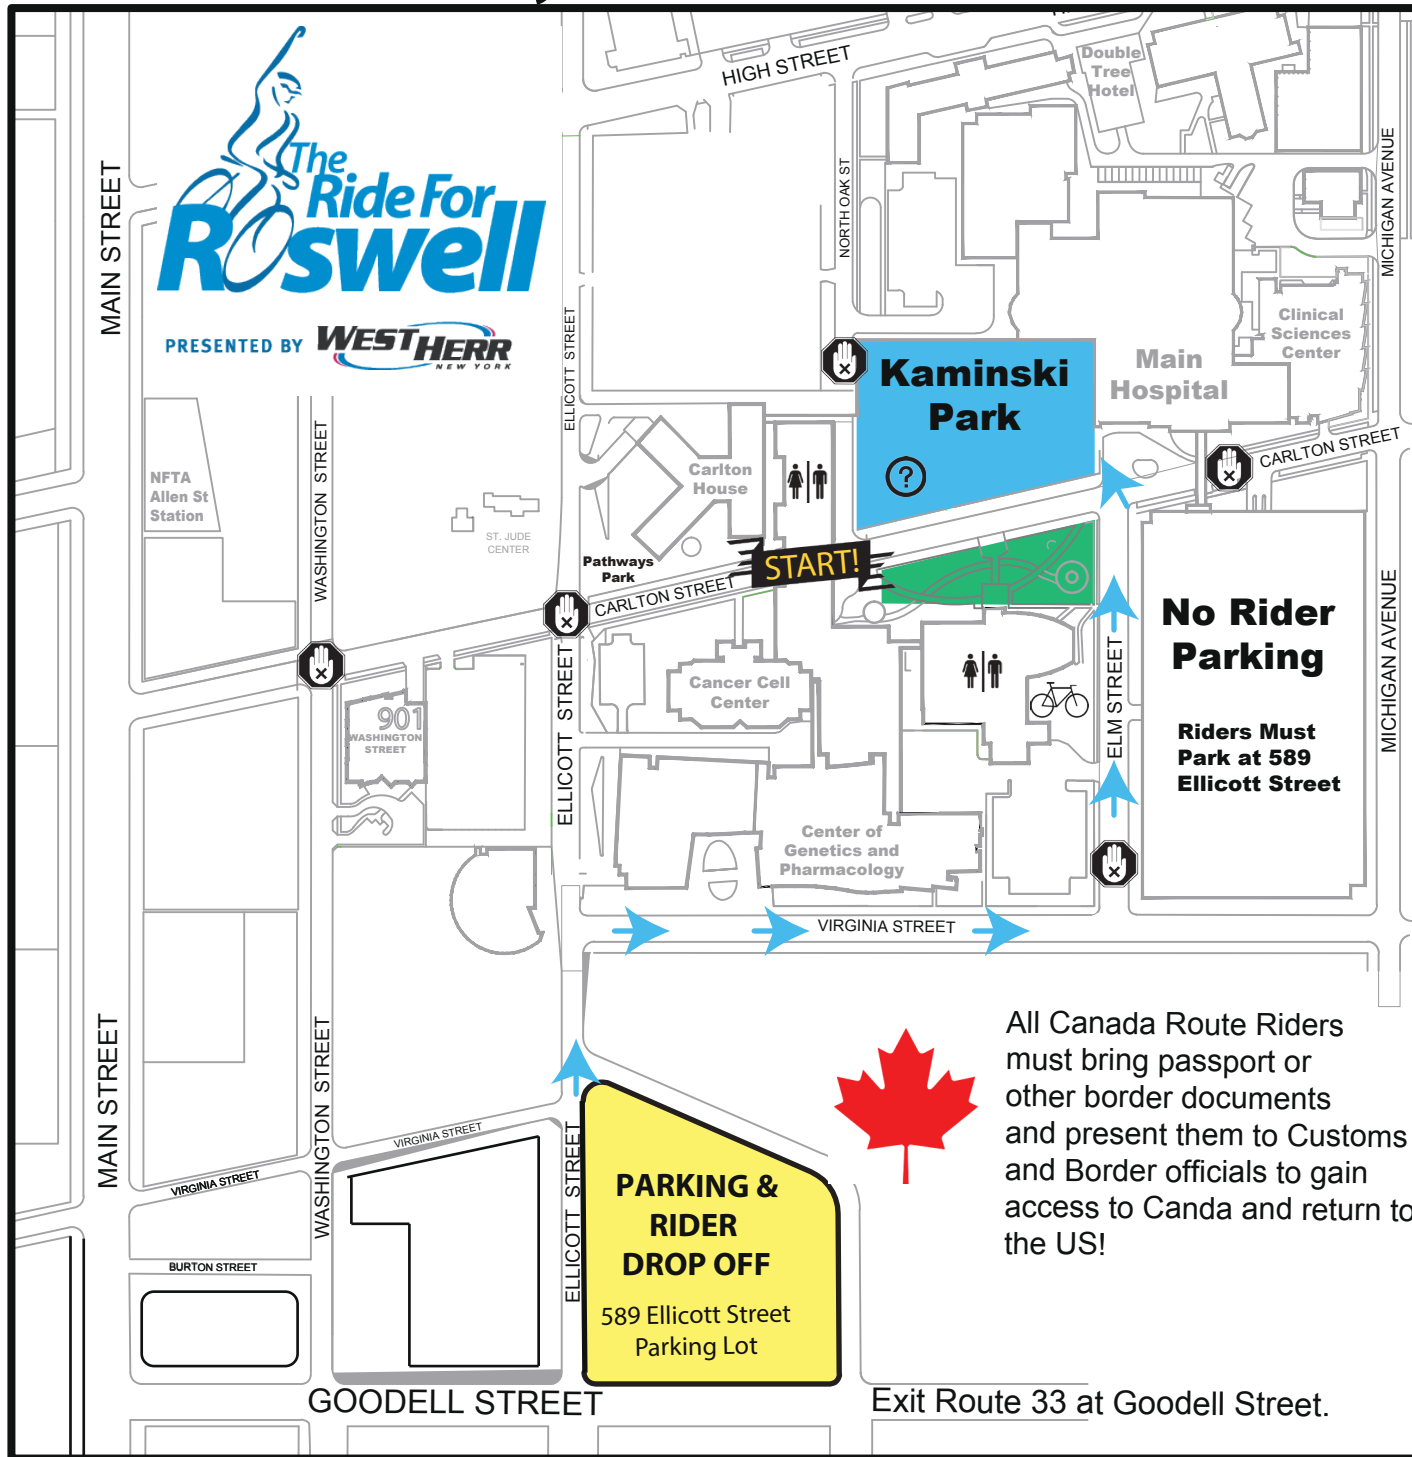 HIGH STREET
Double
Tree
Hotel
MAIN STREET
The
Ride For
Roswell
PRESENTED BY WEST HERR
NEW YORK
NORTH OAK ST
MICHIGAN AVENUE
ELLICOTT STREET
Clinical
Sciences
Center
Main
Hospital
Kaminski
Park
?
CARLTON STREET
NFTA
Allen St
Station
WASHINGTON STREET
Carlton
House
ST. JUDE
CENTER
Pathways
Park
START!
CARLTON STREET
No Rider
Parking
Riders Must
Park at 589
Ellicott Street
MICHIGAN AVENUE
ELM STREET
ELLICOTT STREET
Cancer Cell
Center
901
WASHINGTON
STREET
Center of
Genetics and
Pharmacology
VIRGINIA STREET
All Canada Route Riders
must bring passport or
other border documents
and present them to Customs
and Border officials to gain
access to Canda and return to
the US!
MAIN STREET
WASHINGTON STREET
VIRGINIA STREET
VIRGINIA STREET
ELLICOTT STREET
PARKING &
RIDER
DROP OFF
589 Ellicott Street
Parking Lot
BURTON STREET
GOODELL STREET
Exit Route 33 at Goodell Street.